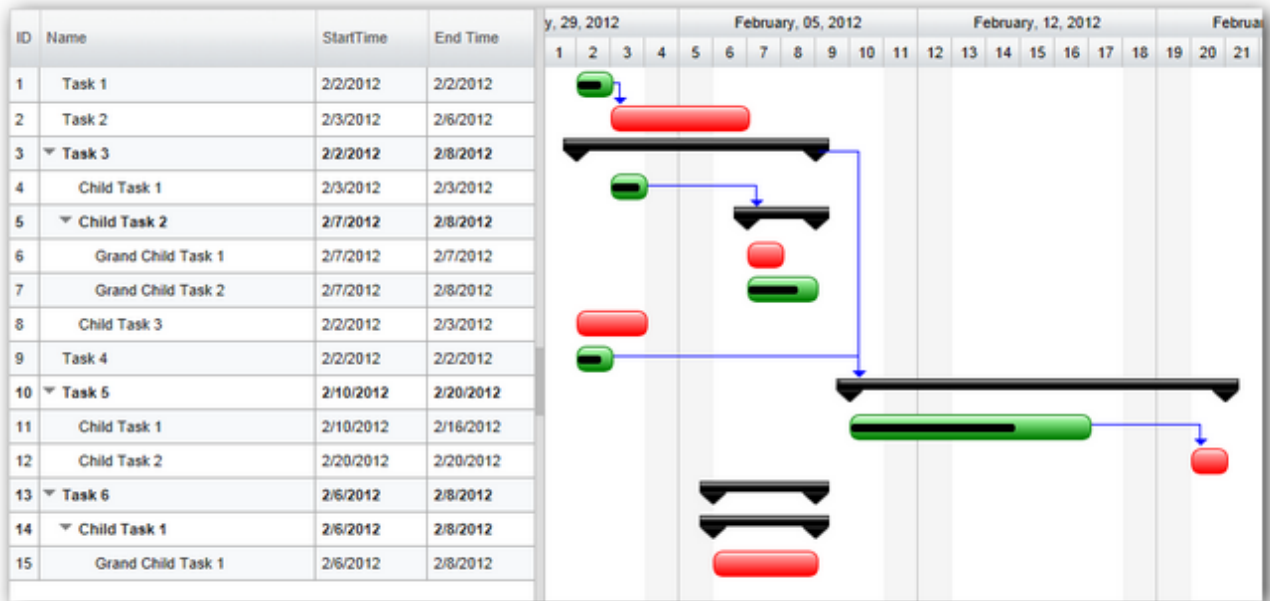 ID Name StartTime End Time y, 29, 2012 February, 05, 2012 February, 12, 2012 Februa
1 2 3 4 5 6 7 8 9 10 11 12 13 14 15 16 17 18 19 20 21
1 Task 1 2/2/2012 2/2/2012
2 Task 2 2/3/2012 2/6/2012
3 Task 3 2/2/2012 2/8/2012
4 Child Task 1 2/3/2012 2/3/2012
5 Child Task 2 2/7/2012 2/8/2012
6 Grand Child Task 1 2/7/2012 2/7/2012
7 Grand Child Task 2 2/7/2012 2/8/2012
8 Child Task 3 2/2/2012 2/3/2012
9 Task 4 2/2/2012 2/2/2012
10 Task 5 2/10/2012 2/20/2012
11 Child Task 1 2/10/2012 2/16/2012
12 Child Task 2 2/20/2012 2/20/2012
13 Task 6 2/6/2012 2/8/2012
14 Child Task 1 2/6/2012 2/8/2012
15 Grand Child Task 1 2/6/2012 2/8/2012